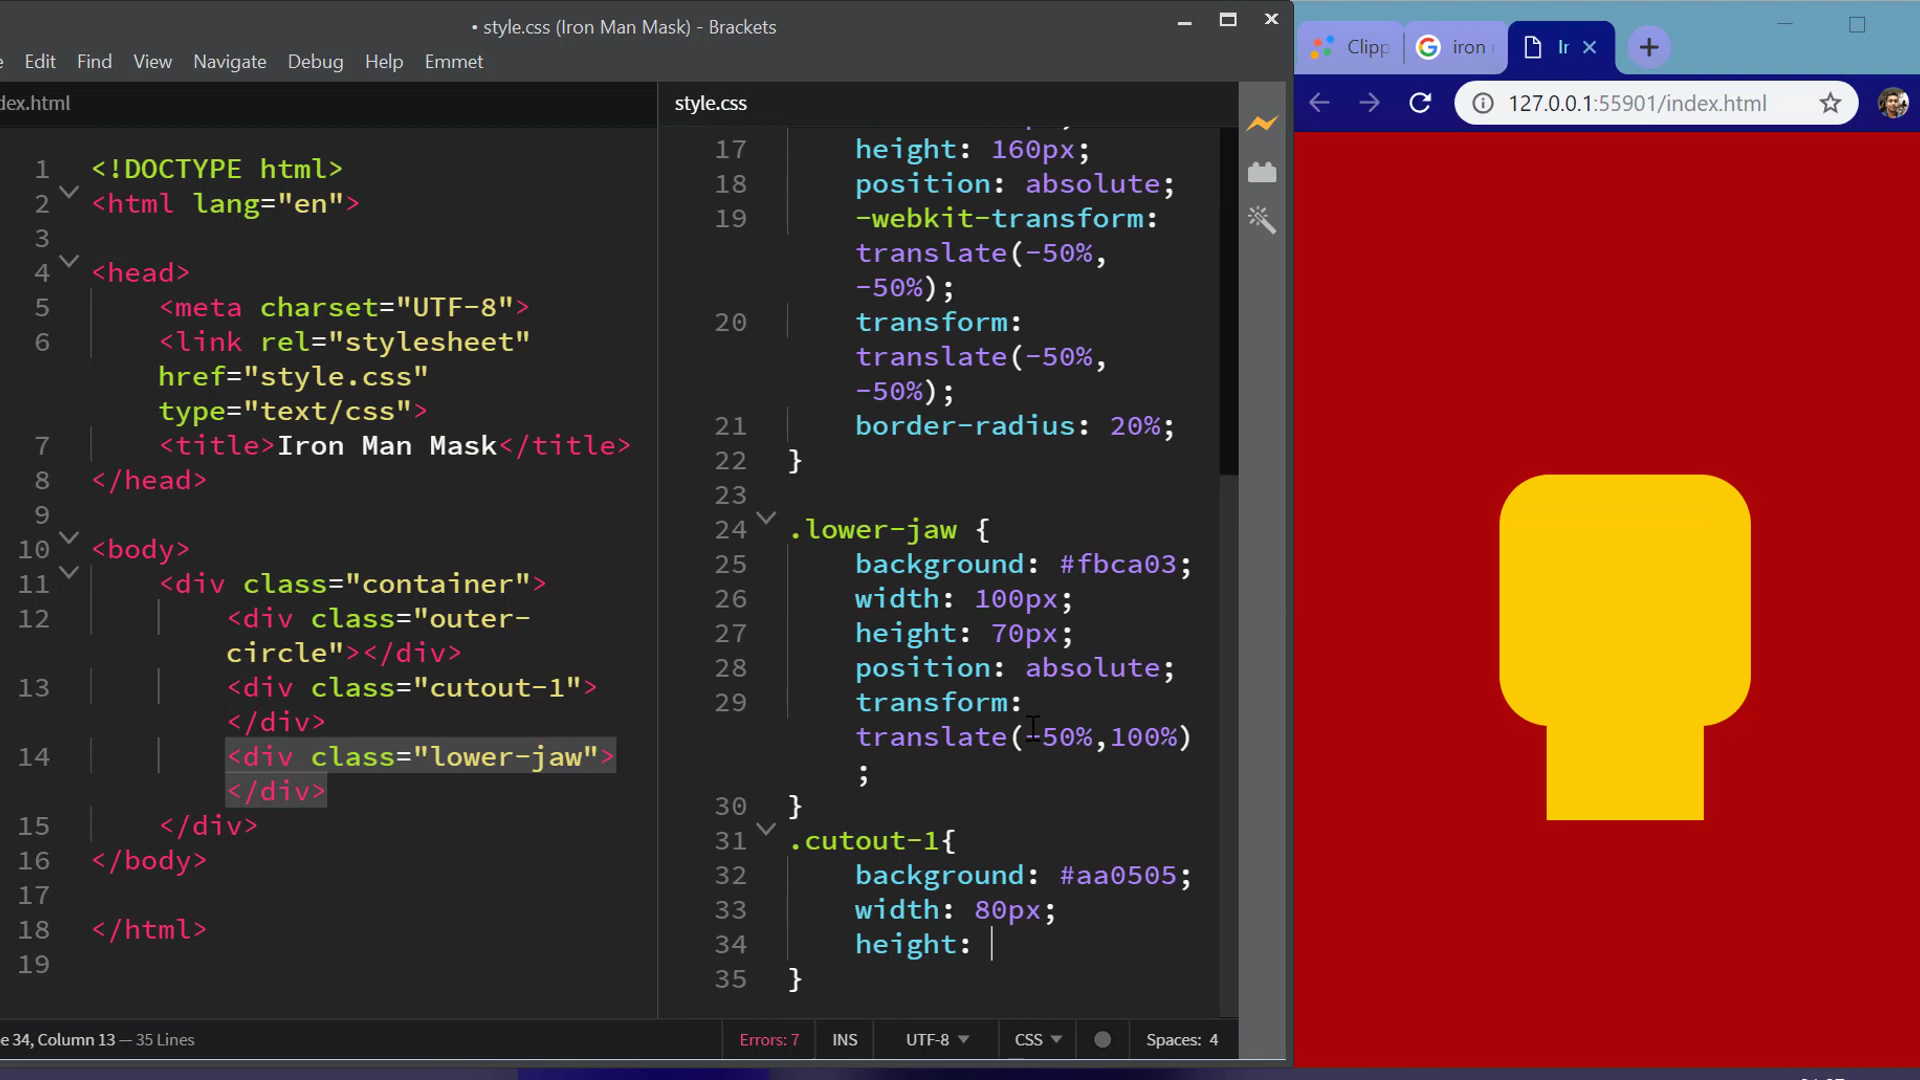 • style.css (Iron Man Mask) - Brackets
Edit Find View Navigate Debug Help Emmet
dex.html
1 <!DOCTYPE html>
2 <html lang="en">
3
4 <head>
5 <meta charset="UTF-8">
6 <link rel="stylesheet"
href="style.css"
type="text/css">
7 <title>Iron Man Mask</title>
8 </head>
9
10 <body>
11 <div class="container">
12 <div class="outer-
circle"></div>
13 <div class="cutout-1">
</div>
14 <div class="lower-jaw">
</div>
15 </div>
16 </body>
17
18 </html>
19
style.css
17 height: 160px;
18 position: absolute;
19 -webkit-transform:
translate(-50%,
-50%);
20 transform:
translate(-50%,
-50%);
21 border-radius: 20%;
22 }
23
24 .lower-jaw {
25 background: #fbca03;
26 width: 100px;
27 height: 70px;
28 position: absolute;
29 transform:
translate(-50%,100%)
;
30 }
31 .cutout-1{
32 background: #aa0505;
33 width: 80px;
34 height:
35 }
e 34, Column 13 — 35 Lines
Errors: 7 INS UTF-8 CSS Spaces: 4
Clipp
iron
Ir
127.0.0.1:55901/index.html